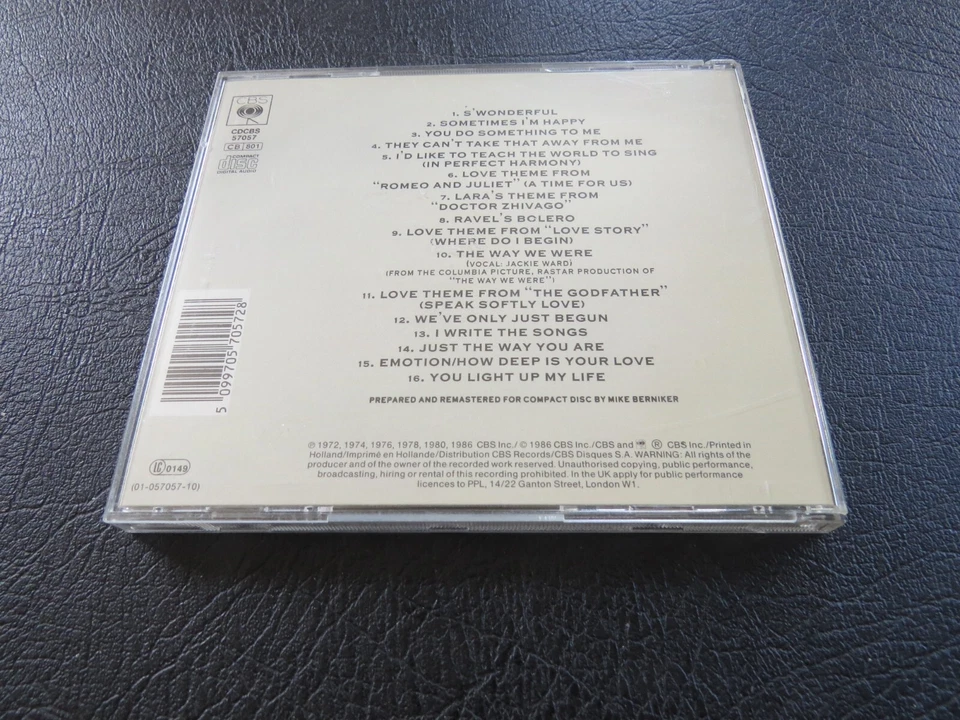 CBS
CDCBS
57057
CB 801
COMPACT
disc
DIGITAL AUDIO
1. S'WONDERFUL
2. SOMETIMES I'M HAPPY
3. YOU DO SOMETHING TO ME
4. THEY CAN'T TAKE THAT AWAY FROM ME
5. I'D LIKE TO TEACH THE WORLD TO SING
(IN PERFECT HARMONY)
6. LOVE THEME FROM
"ROMEO AND JULIET" (A TIME FOR US)
7. LARA'S THEME FROM
"DOCTOR ZHIVAGO"
8. RAVEL'S BOLERO
9. LOVE THEME FROM "LOVE STORY"
(WHERE DO I BEGIN)
10. THE WAY WE WERE
(VOCAL: JACKIE WARD)
(FROM THE COLUMBIA PICTURE, RASTAR PRODUCTION OF
"THE WAY WE WERE")
11. LOVE THEME FROM "THE GODFATHER"
(SPEAK SOFTLY LOVE)
12. WE'VE ONLY JUST BEGUN
13. I WRITE THE SONGS
14. JUST THE WAY YOU ARE
15. EMOTION/HOW DEEP IS YOUR LOVE
16. YOU LIGHT UP MY LIFE
PREPARED AND REMASTERED FOR COMPACT DISC BY MIKE BERNIKER
5 099705 705728
LC 0149
(01-057057-10)
℗ 1972, 1974, 1976, 1978, 1980, 1986 CBS Inc./© 1986 CBS Inc./CBS and ® CBS Inc./Printed in
Holland/Imprimé en Hollande/Distribution CBS Records/CBS Disques S.A. WARNING: All rights of the
producer and of the owner of the recorded work reserved. Unauthorised copying, public performance,
broadcasting, hiring or rental of this recording prohibited. In the UK apply for public performance
licences to PPL, 14/22 Ganton Street, London W1.